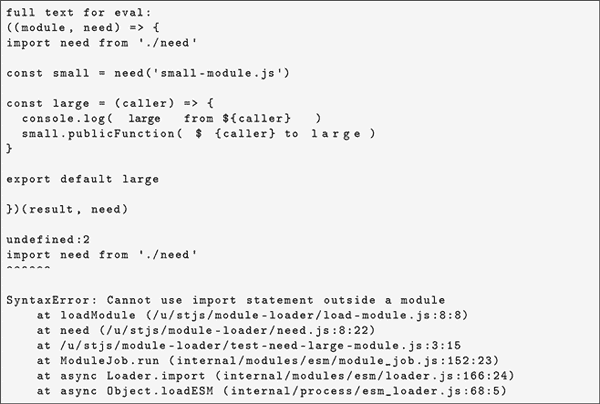 full text for eval:
((module, need) => {
import need from './need'
const small = need('small-module.js')
const large = (caller) => {
console.log( large from ${caller} )
small.publicFunction( $ {caller} to large )
}
export default large
})(result, need)
undefined:2
import need from './need'
^^^^^^
SyntaxError: Cannot use import statement outside a module
at loadModule (/u/stjs/module-loader/load-module.js:8:8)
at need (/u/stjs/module-loader/need.js:8:22)
at /u/stjs/module-loader/test-need-large-module.js:3:15
at ModuleJob.run (internal/modules/esm/module_job.js:152:23)
at async Loader.import (internal/modules/esm/loader.js:166:24)
at async Object.loadESM (internal/process/esm_loader.js:68:5)